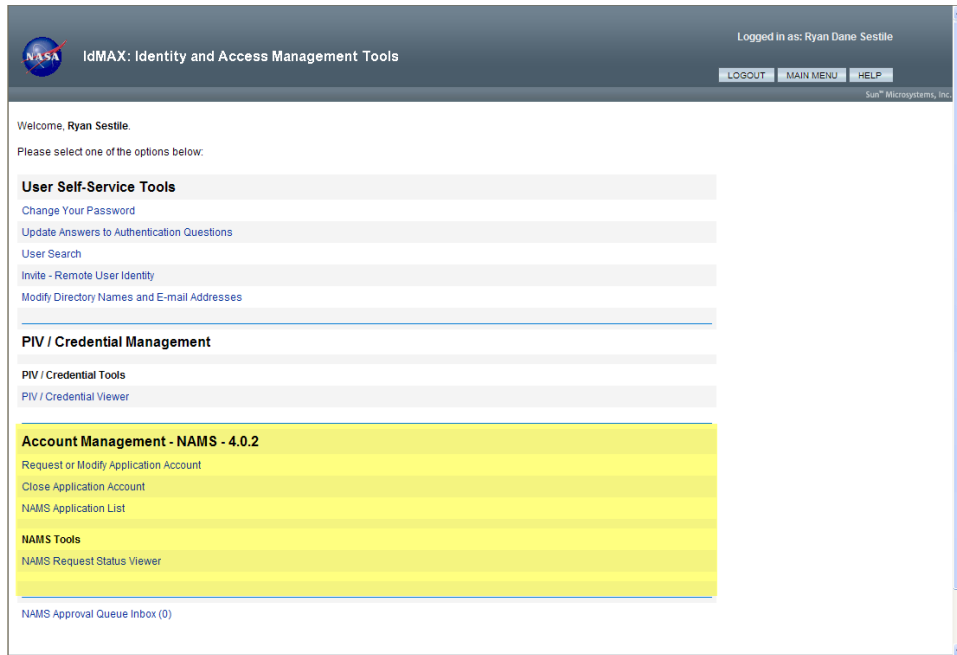 NASA
IdMAX: Identity and Access Management Tools
Logged in as: Ryan Dane Sestile
LOGOUT MAIN MENU HELP
Sun™ Microsystems, Inc.
Welcome, Ryan Sestile.
Please select one of the options below:
User Self-Service Tools
Change Your Password
Update Answers to Authentication Questions
User Search
Invite - Remote User Identity
Modify Directory Names and E-mail Addresses
PIV / Credential Management
PIV / Credential Tools
PIV / Credential Viewer
Account Management - NAMS - 4.0.2
Request or Modify Application Account
Close Application Account
NAMS Application List
NAMS Tools
NAMS Request Status Viewer
NAMS Approval Queue Inbox (0)